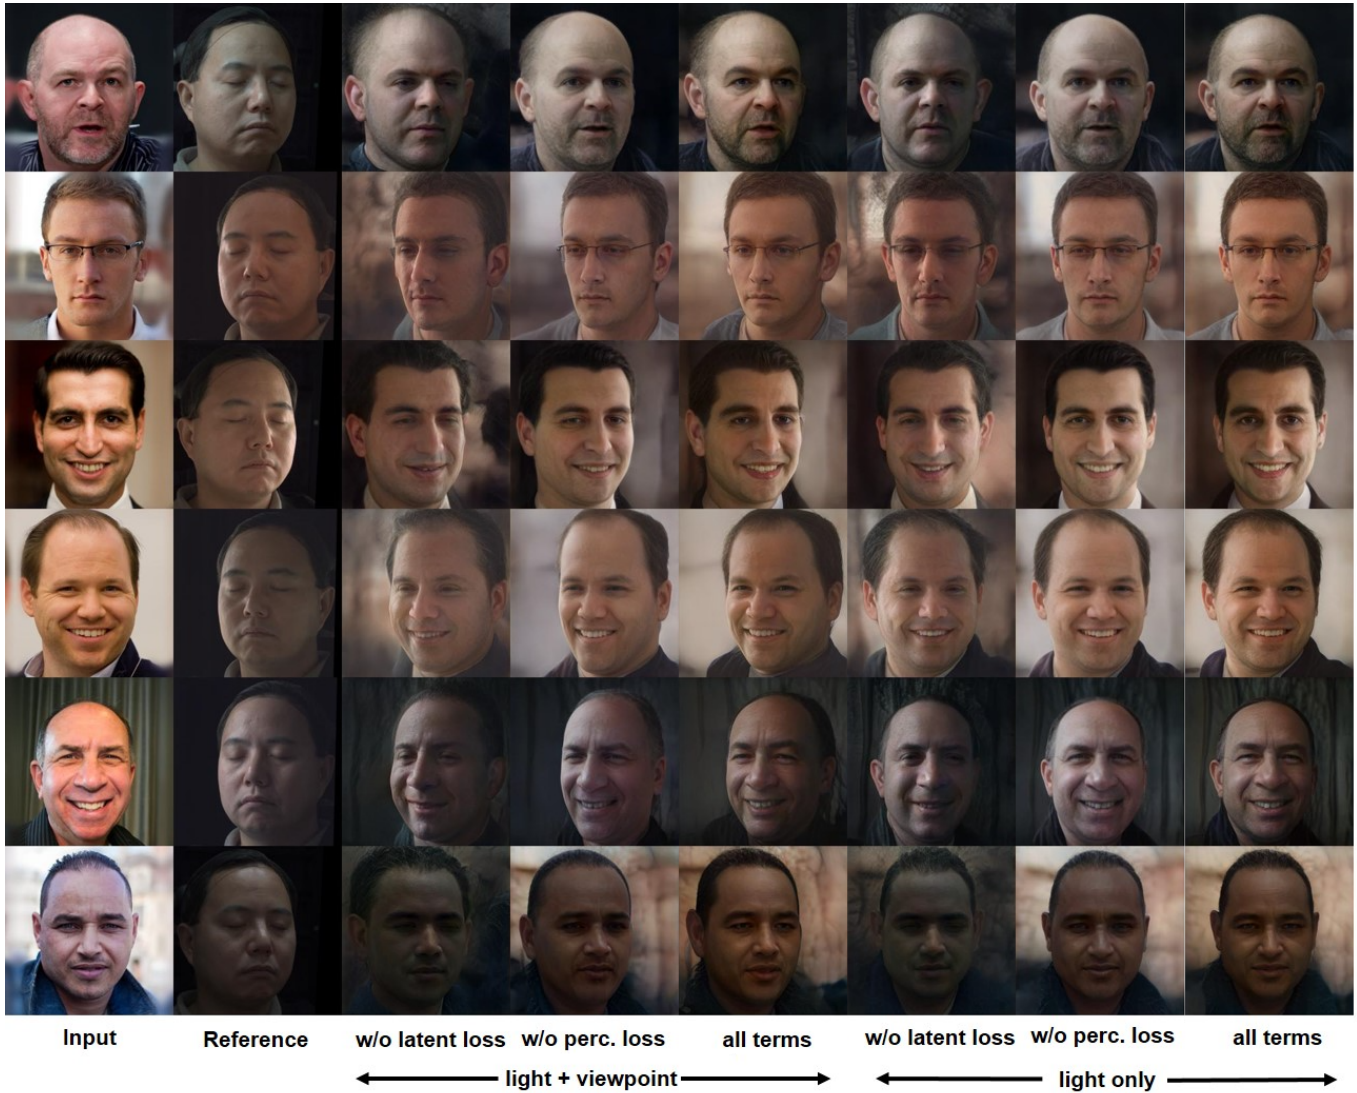 Input Reference w/o latent loss w/o perc. loss all terms w/o latent loss w/o perc. loss all terms
light + viewpoint light only